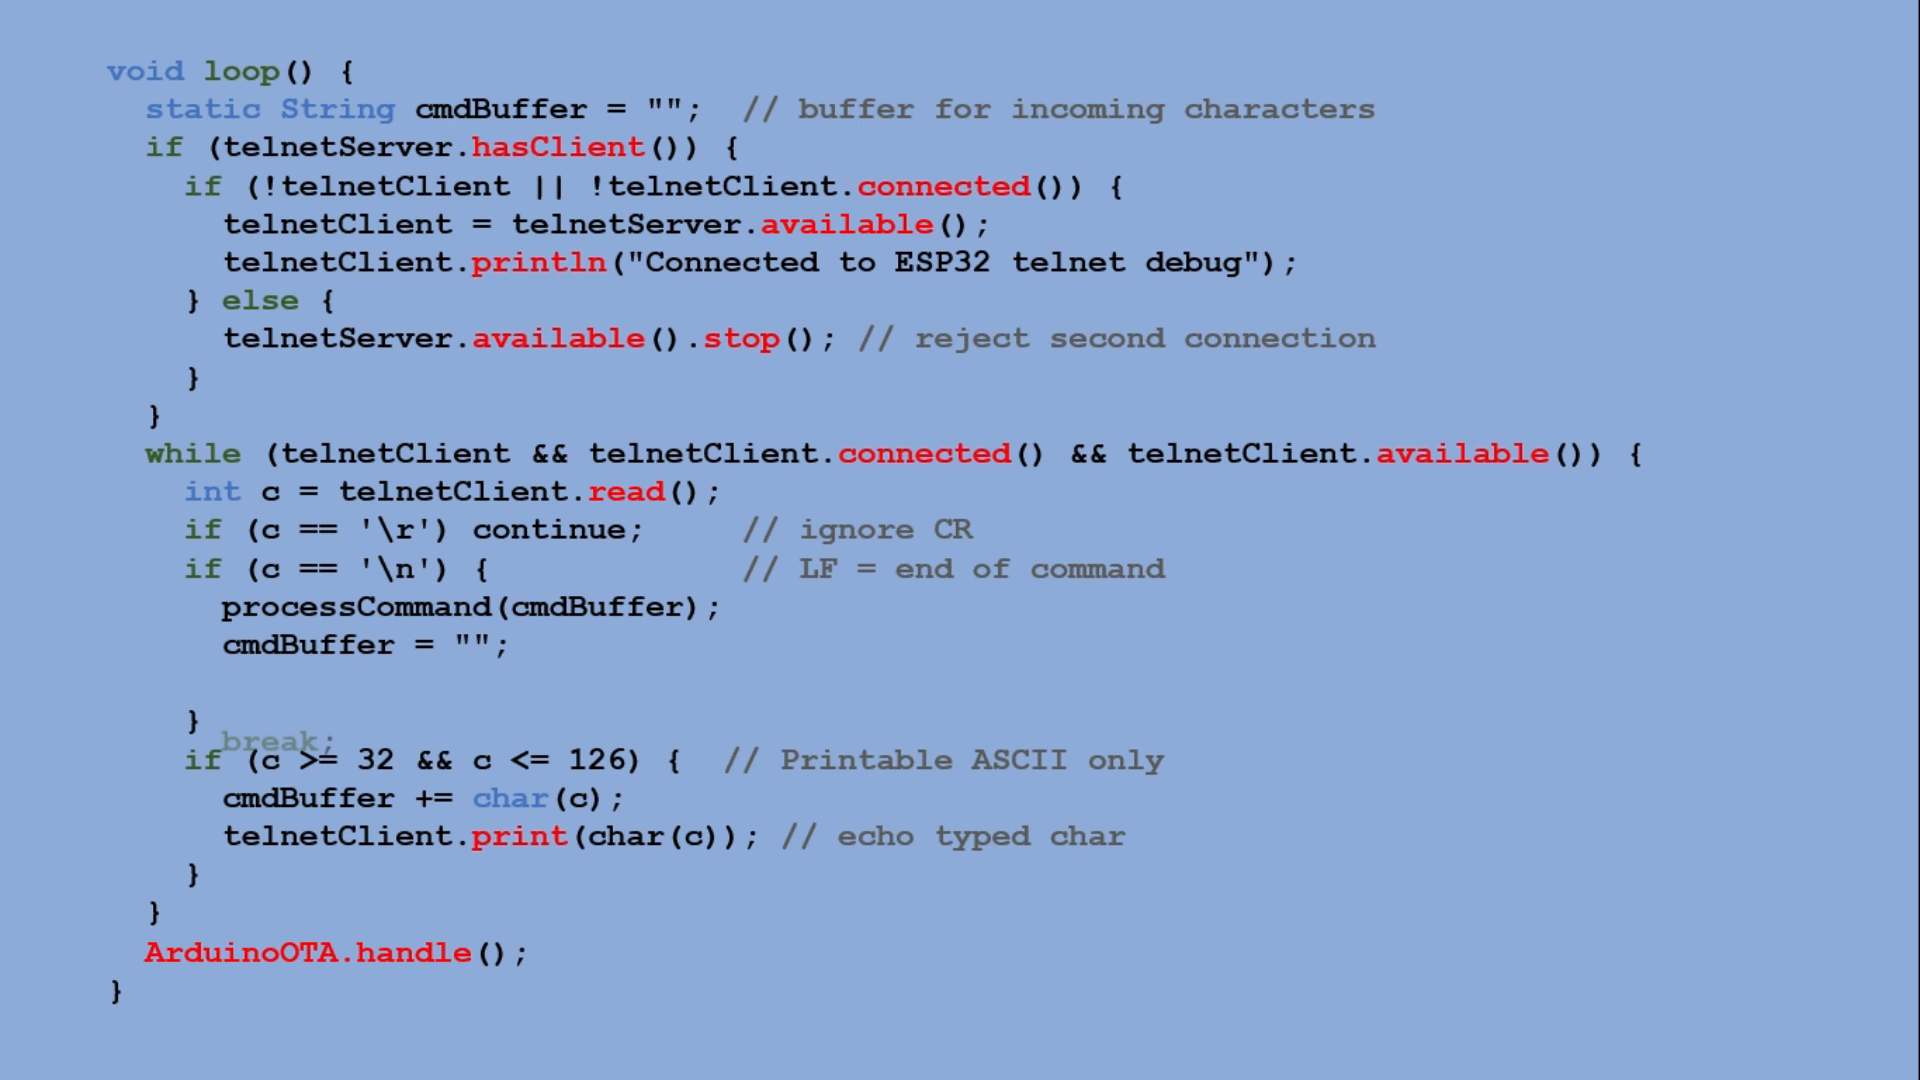 void loop() {
  static String cmdBuffer = "";  // buffer for incoming characters
  if (telnetServer.hasClient()) {
    if (!telnetClient || !telnetClient.connected()) {
      telnetClient = telnetServer.available();
      telnetClient.println("Connected to ESP32 telnet debug");
    } else {
      telnetServer.available().stop(); // reject second connection
    }
  }
  while (telnetClient && telnetClient.connected() && telnetClient.available()) {
    int c = telnetClient.read();
    if (c == '\r') continue;     // ignore CR
    if (c == '\n') {             // LF = end of command
      processCommand(cmdBuffer);
      cmdBuffer = "";
    }
      break;
    if (c >= 32 && c <= 126) {  // Printable ASCII only
      cmdBuffer += char(c);
      telnetClient.print(char(c)); // echo typed char
    }
  }
  ArduinoOTA.handle();
}